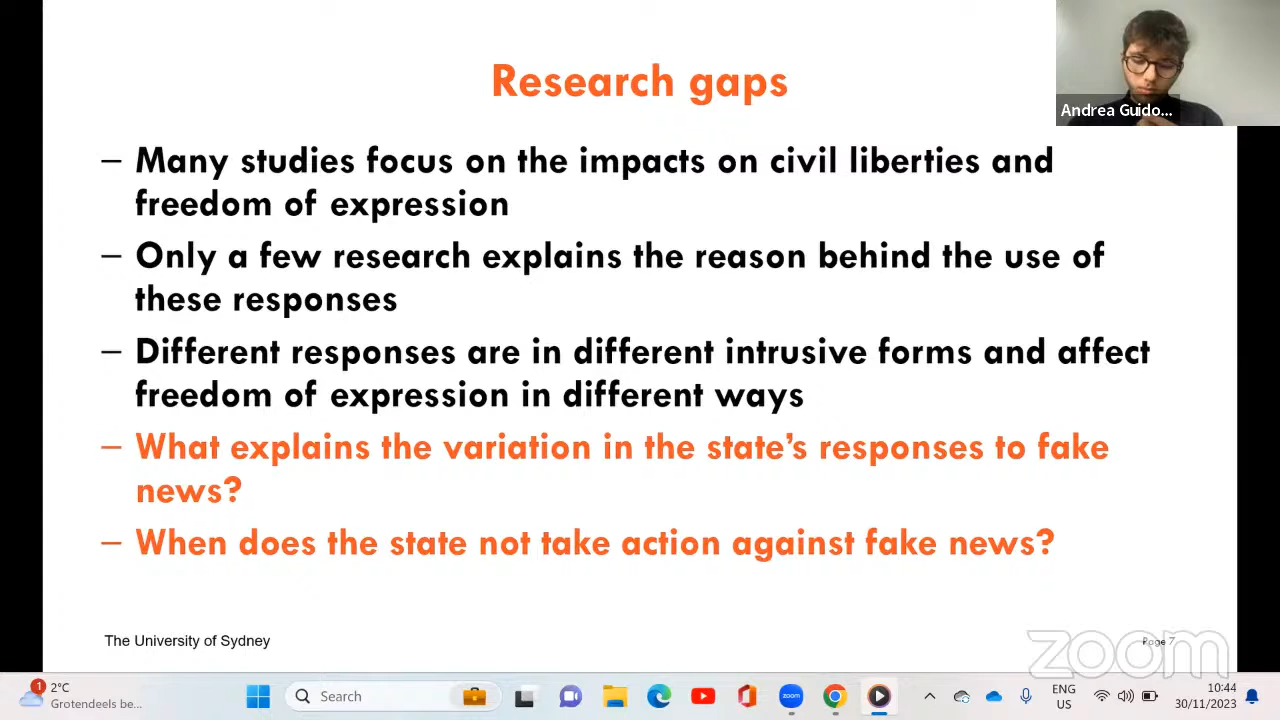 Research gaps
Andrea Guido...
– Many studies focus on the impacts on civil liberties and
freedom of expression
– Only a few research explains the reason behind the use of
these responses
– Different responses are in different intrusive forms and affect
freedom of expression in different ways
– What explains the variation in the state’s responses to fake
news?
– When does the state not take action against fake news?
The University of Sydney
Page 7
zoom
1
2°C
Grotendeels be...
Search
zoom
ENG
US
10:44
30/11/2023